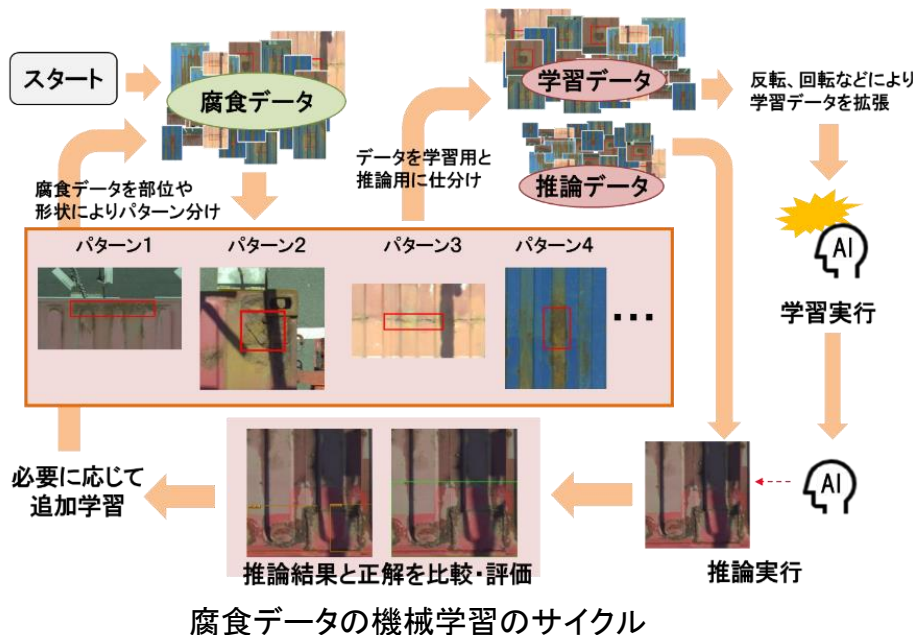 スタート
腐食データ
学習データ
推論データ
反転、回転などにより
学習データを拡張
データを学習用と
推論用に仕分け
腐食データを部位や
形状によりパターン分け
パターン1
パターン2
パターン3
パターン4
・・・
AI
学習実行
AI
推論実行
推論結果と正解を比較・評価
必要に応じて
追加学習
腐食データの機械学習のサイクル